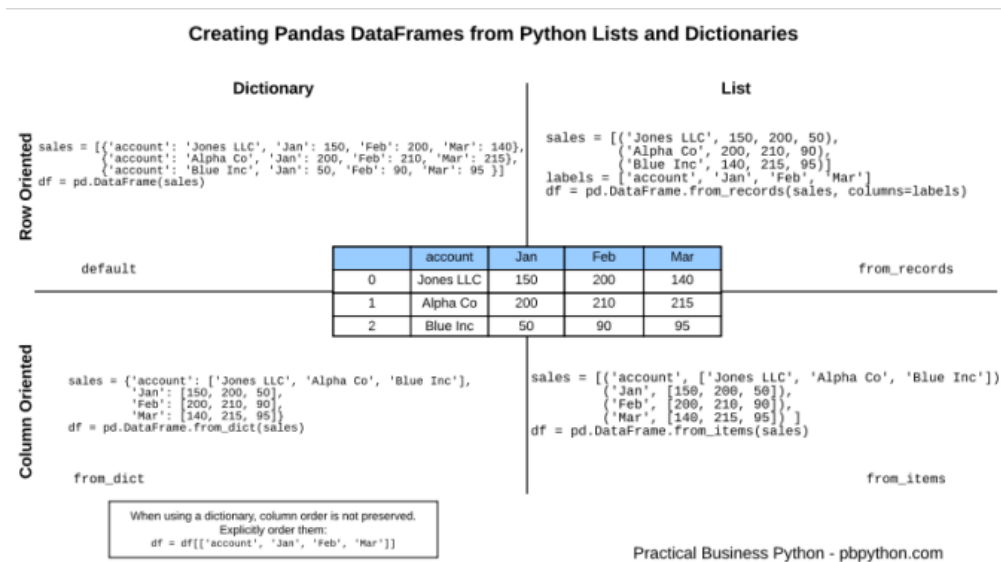 Creating Pandas DataFrames from Python Lists and Dictionaries
Dictionary
List
Row Oriented
sales = [{'account': 'Jones LLC', 'Jan': 150, 'Feb': 200, 'Mar': 140},
{'account': 'Alpha Co', 'Jan': 200, 'Feb': 210, 'Mar': 215},
{'account': 'Blue Inc', 'Jan': 50, 'Feb': 90, 'Mar': 95 }]
df = pd.DataFrame(sales)
default
sales = [('Jones LLC', 150, 200, 50),
('Alpha Co', 200, 210, 90),
('Blue Inc', 140, 215, 95)]
labels = ['account', 'Jan', 'Feb', 'Mar']
df = pd.DataFrame.from_records(sales, columns=labels)
from_records
account Jan Feb Mar
0 Jones LLC 150 200 140
1 Alpha Co 200 210 215
2 Blue Inc 50 90 95
Column Oriented
sales = {'account': ['Jones LLC', 'Alpha Co', 'Blue Inc'],
'Jan': [150, 200, 50],
'Feb': [200, 210, 90],
'Mar': [140, 215, 95]}
df = pd.DataFrame.from_dict(sales)
from_dict
sales = [('account', ['Jones LLC', 'Alpha Co', 'Blue Inc'])
('Jan', [150, 200, 50]),
('Feb', [200, 210, 90]),
('Mar', [140, 215, 95]) ]
df = pd.DataFrame.from_items(sales)
from_items
When using a dictionary, column order is not preserved.
Explicitly order them:
df = df[['account', 'Jan', 'Feb', 'Mar']]
Practical Business Python - pbpython.com